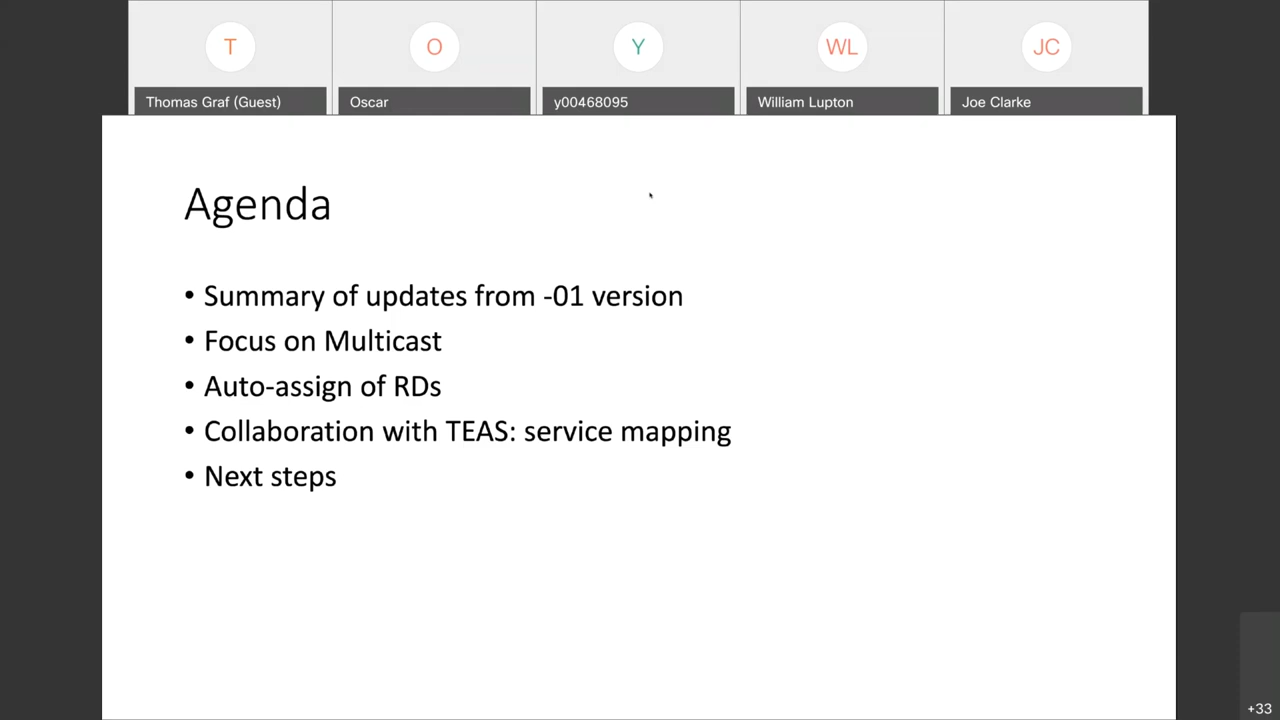 T
O
Y
WL
JC
Thomas Graf (Guest)
Oscar
y00468095
William Lupton
Joe Clarke
Agenda
• Summary of updates from -01 version
• Focus on Multicast
• Auto-assign of RDs
• Collaboration with TEAS: service mapping
• Next steps
+33